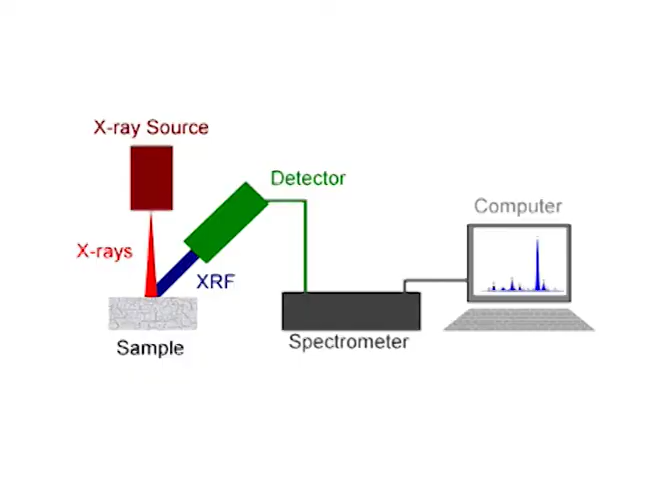 X-ray Source
Detector
Computer
X-rays
XRF
Sample
Spectrometer